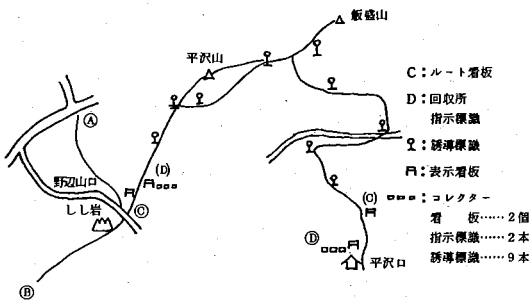 飯盛山
平沢山
C：ルート看板
D：回収所
指示標識
：誘導標識
：表示看板
：コレクター
看　板……2個
指示標識……2本
誘導標識……9本
Ⓐ
(D)
野辺山口
しし岩
Ⓒ
(C)
Ⓓ
平沢口
Ⓑ